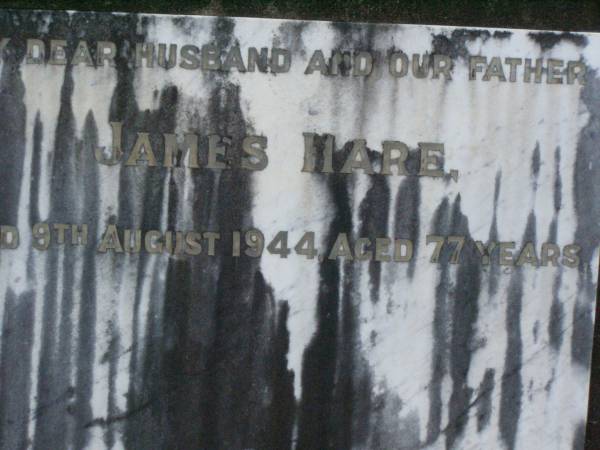 DEAR HUSBAND AND OUR FATHER
JAMES HARE.
D 9TH AUGUST 1944, AGED 77 YEARS